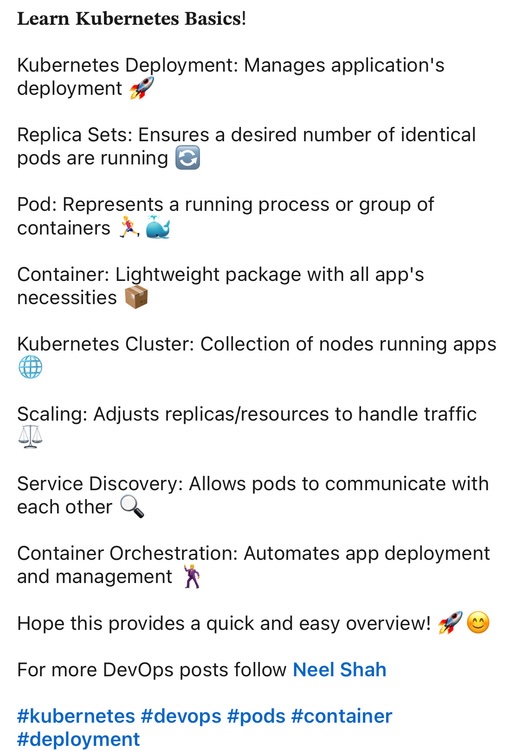 Learn Kubernetes Basics!
Kubernetes Deployment: Manages application's
deployment 🚀
Replica Sets: Ensures a desired number of identical
pods are running 🔄
Pod: Represents a running process or group of
containers 🏃🐳
Container: Lightweight package with all app's
necessities 📦
Kubernetes Cluster: Collection of nodes running apps
🌐
Scaling: Adjusts replicas/resources to handle traffic
⚖️
Service Discovery: Allows pods to communicate with
each other 🔍
Container Orchestration: Automates app deployment
and management 🕺
Hope this provides a quick and easy overview! 🚀😊
For more DevOps posts follow Neel Shah
#kubernetes #devops #pods #container
#deployment